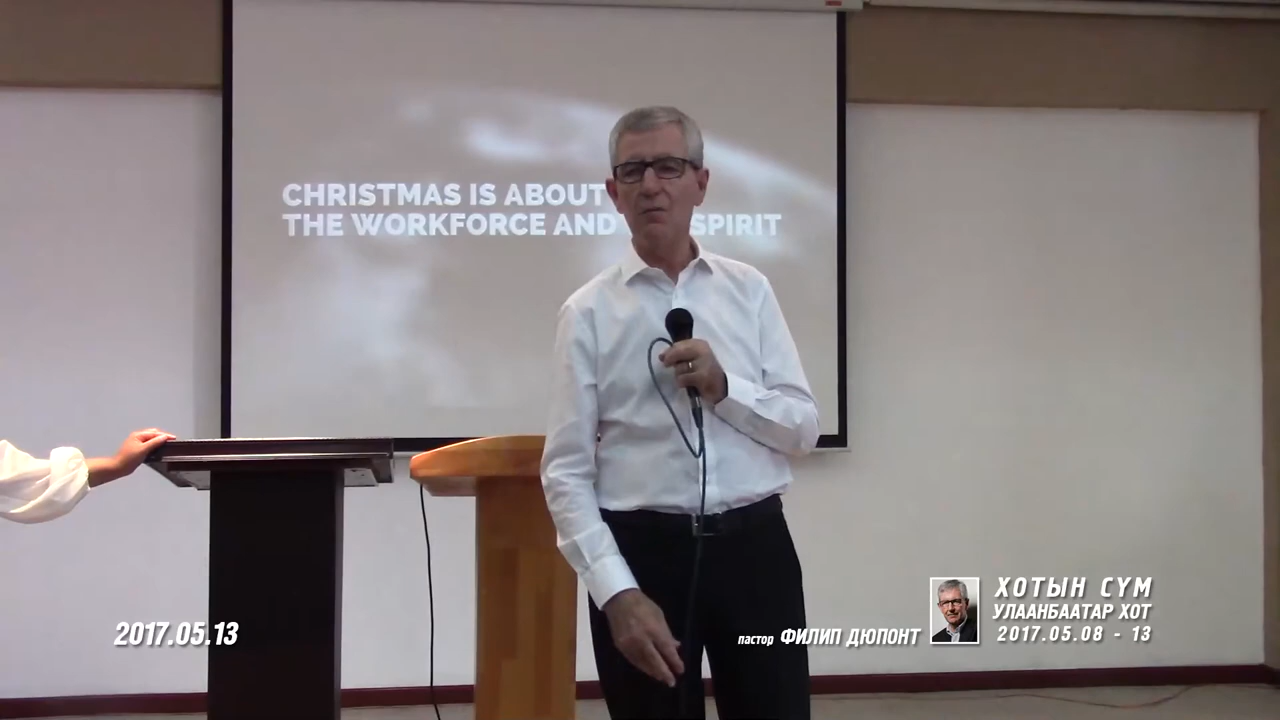 CHRISTMAS IS ABOUT
THE WORKFORCE AND SPIRIT
2017.05.13
пастор ФИЛИП ДЮПОНТ
ХОТЫН СҮМ
УЛААНБААТАР ХОТ
2017.05.08 - 13